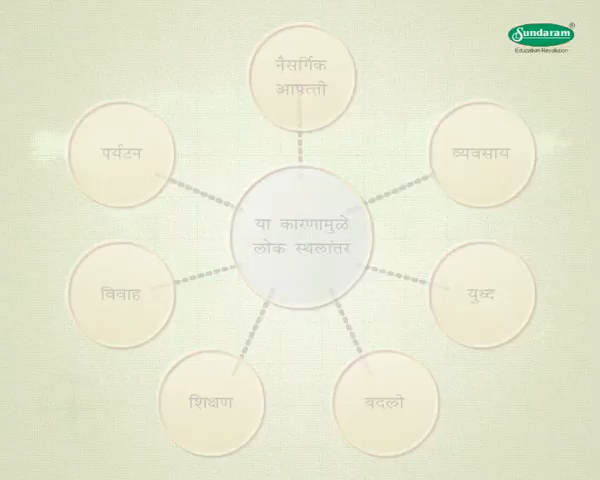 Sundaram®
Education Revolution
नैसर्गिक
आपत्ती
पर्यटन
व्यवसाय
या कारणामुळे
लोक स्थलांतर
विवाह
युध्द
शिक्षण
बदली